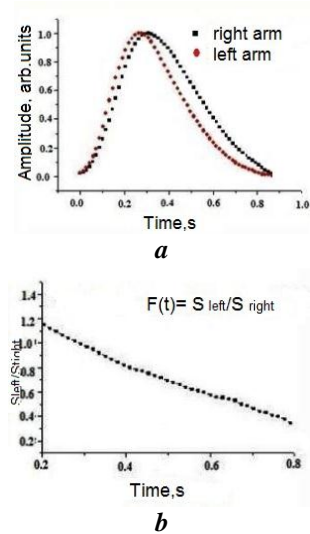 Amplitude, arb.units
1.0
0.8
0.6
0.4
0.2
0.0
right arm
left arm
0.0 0.2 0.4 0.6 0.8 1.0
Time,s
a
Sleft/Stright
1.4
1.2
1.0
0.8
0.6
0.4
0.2
F(t)= S left/S right
0.2 0.4 0.6 0.8
Time,s
b